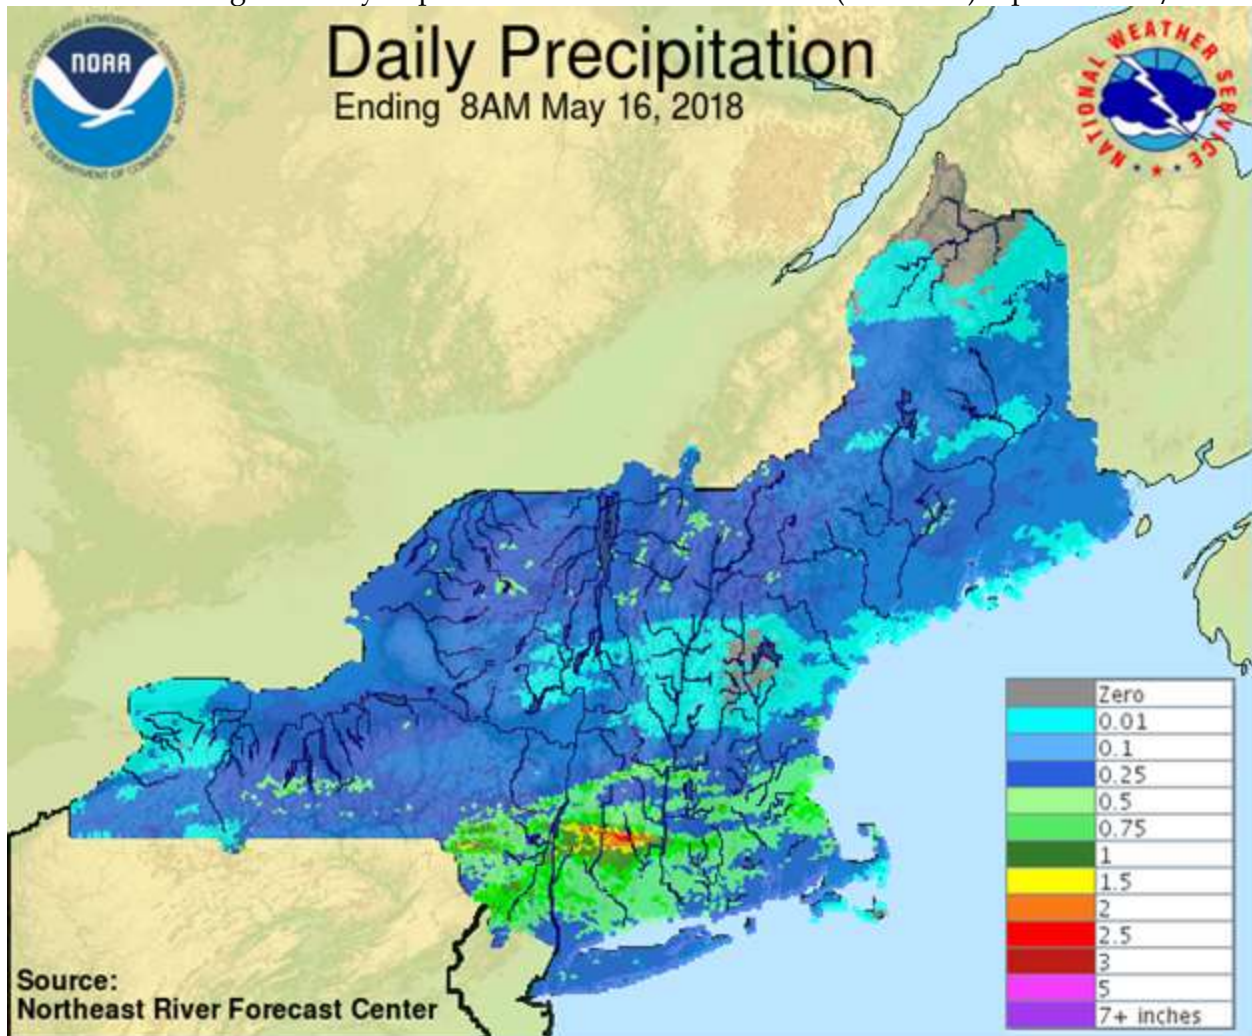 Daily Precipitation
Ending 8AM May 16, 2018
NOAA
NATIONAL OCEANIC AND ATMOSPHERIC ADMINISTRATION
U.S. DEPARTMENT OF COMMERCE
NATIONAL WEATHER SERVICE
Zero
0.01
0.1
0.25
0.5
0.75
1
1.5
2
2.5
3
5
7+ inches
Source:
Northeast River Forecast Center